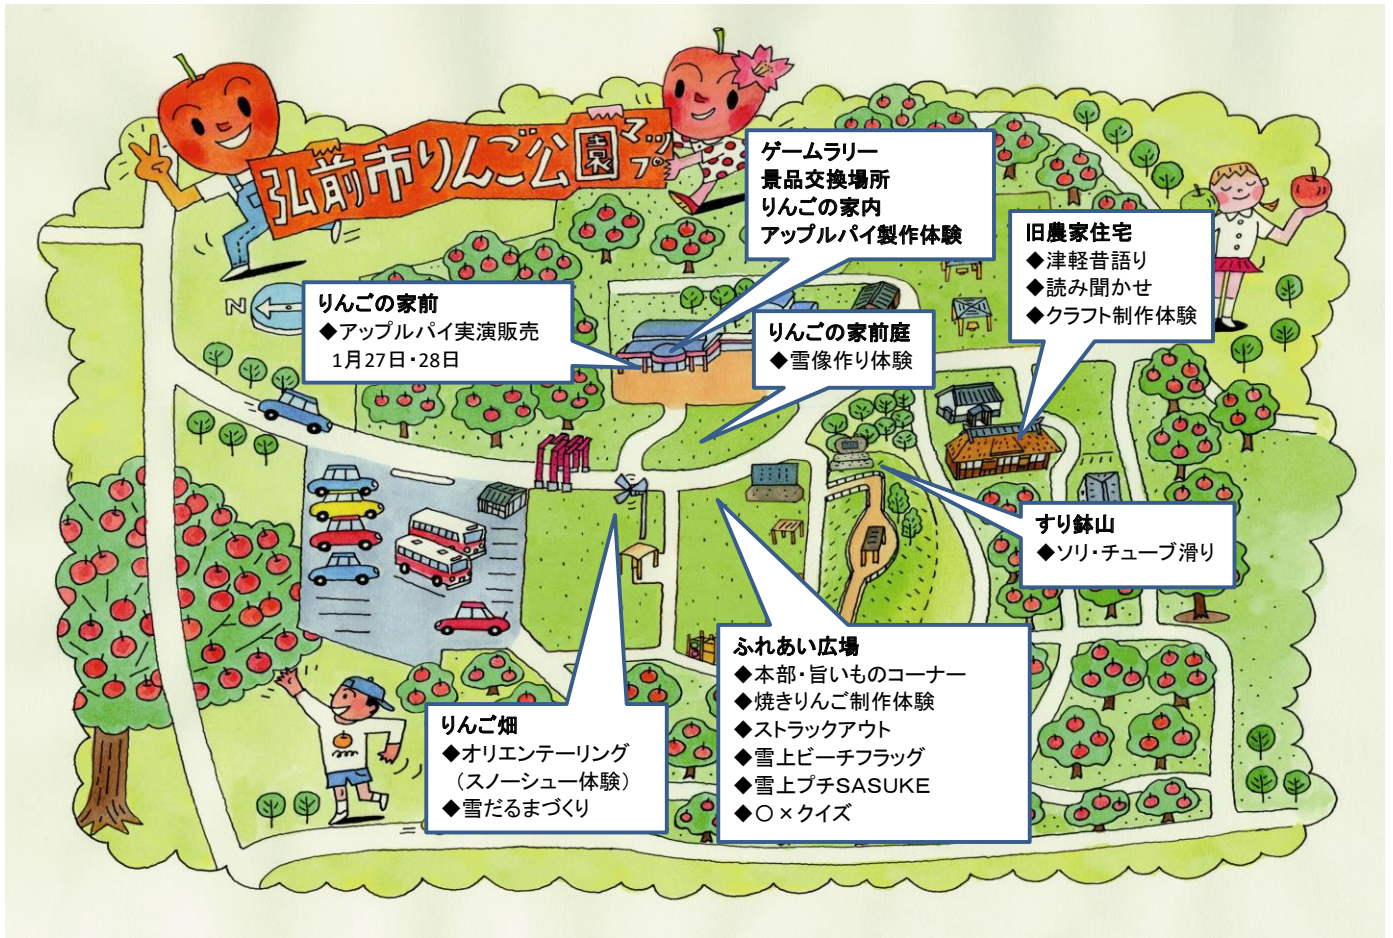 弘前市りんご公園マップ
N
ゲームラリー
景品交換場所
りんごの家内
アップルパイ製作体験
旧農家住宅
◆津軽昔語り
◆読み聞かせ
◆クラフト制作体験
りんごの家前
◆アップルパイ実演販売
1月27日・28日
りんごの家前庭
◆雪像作り体験
すり鉢山
◆ソリ・チューブ滑り
ふれあい広場
◆本部・旨いものコーナー
◆焼きりんご制作体験
◆ストラックアウト
◆雪上ビーチフラッグ
◆雪上プチSASUKE
◆○×クイズ
りんご畑
◆オリエンテーリング
（スノーシュー体験）
◆雪だるまづくり